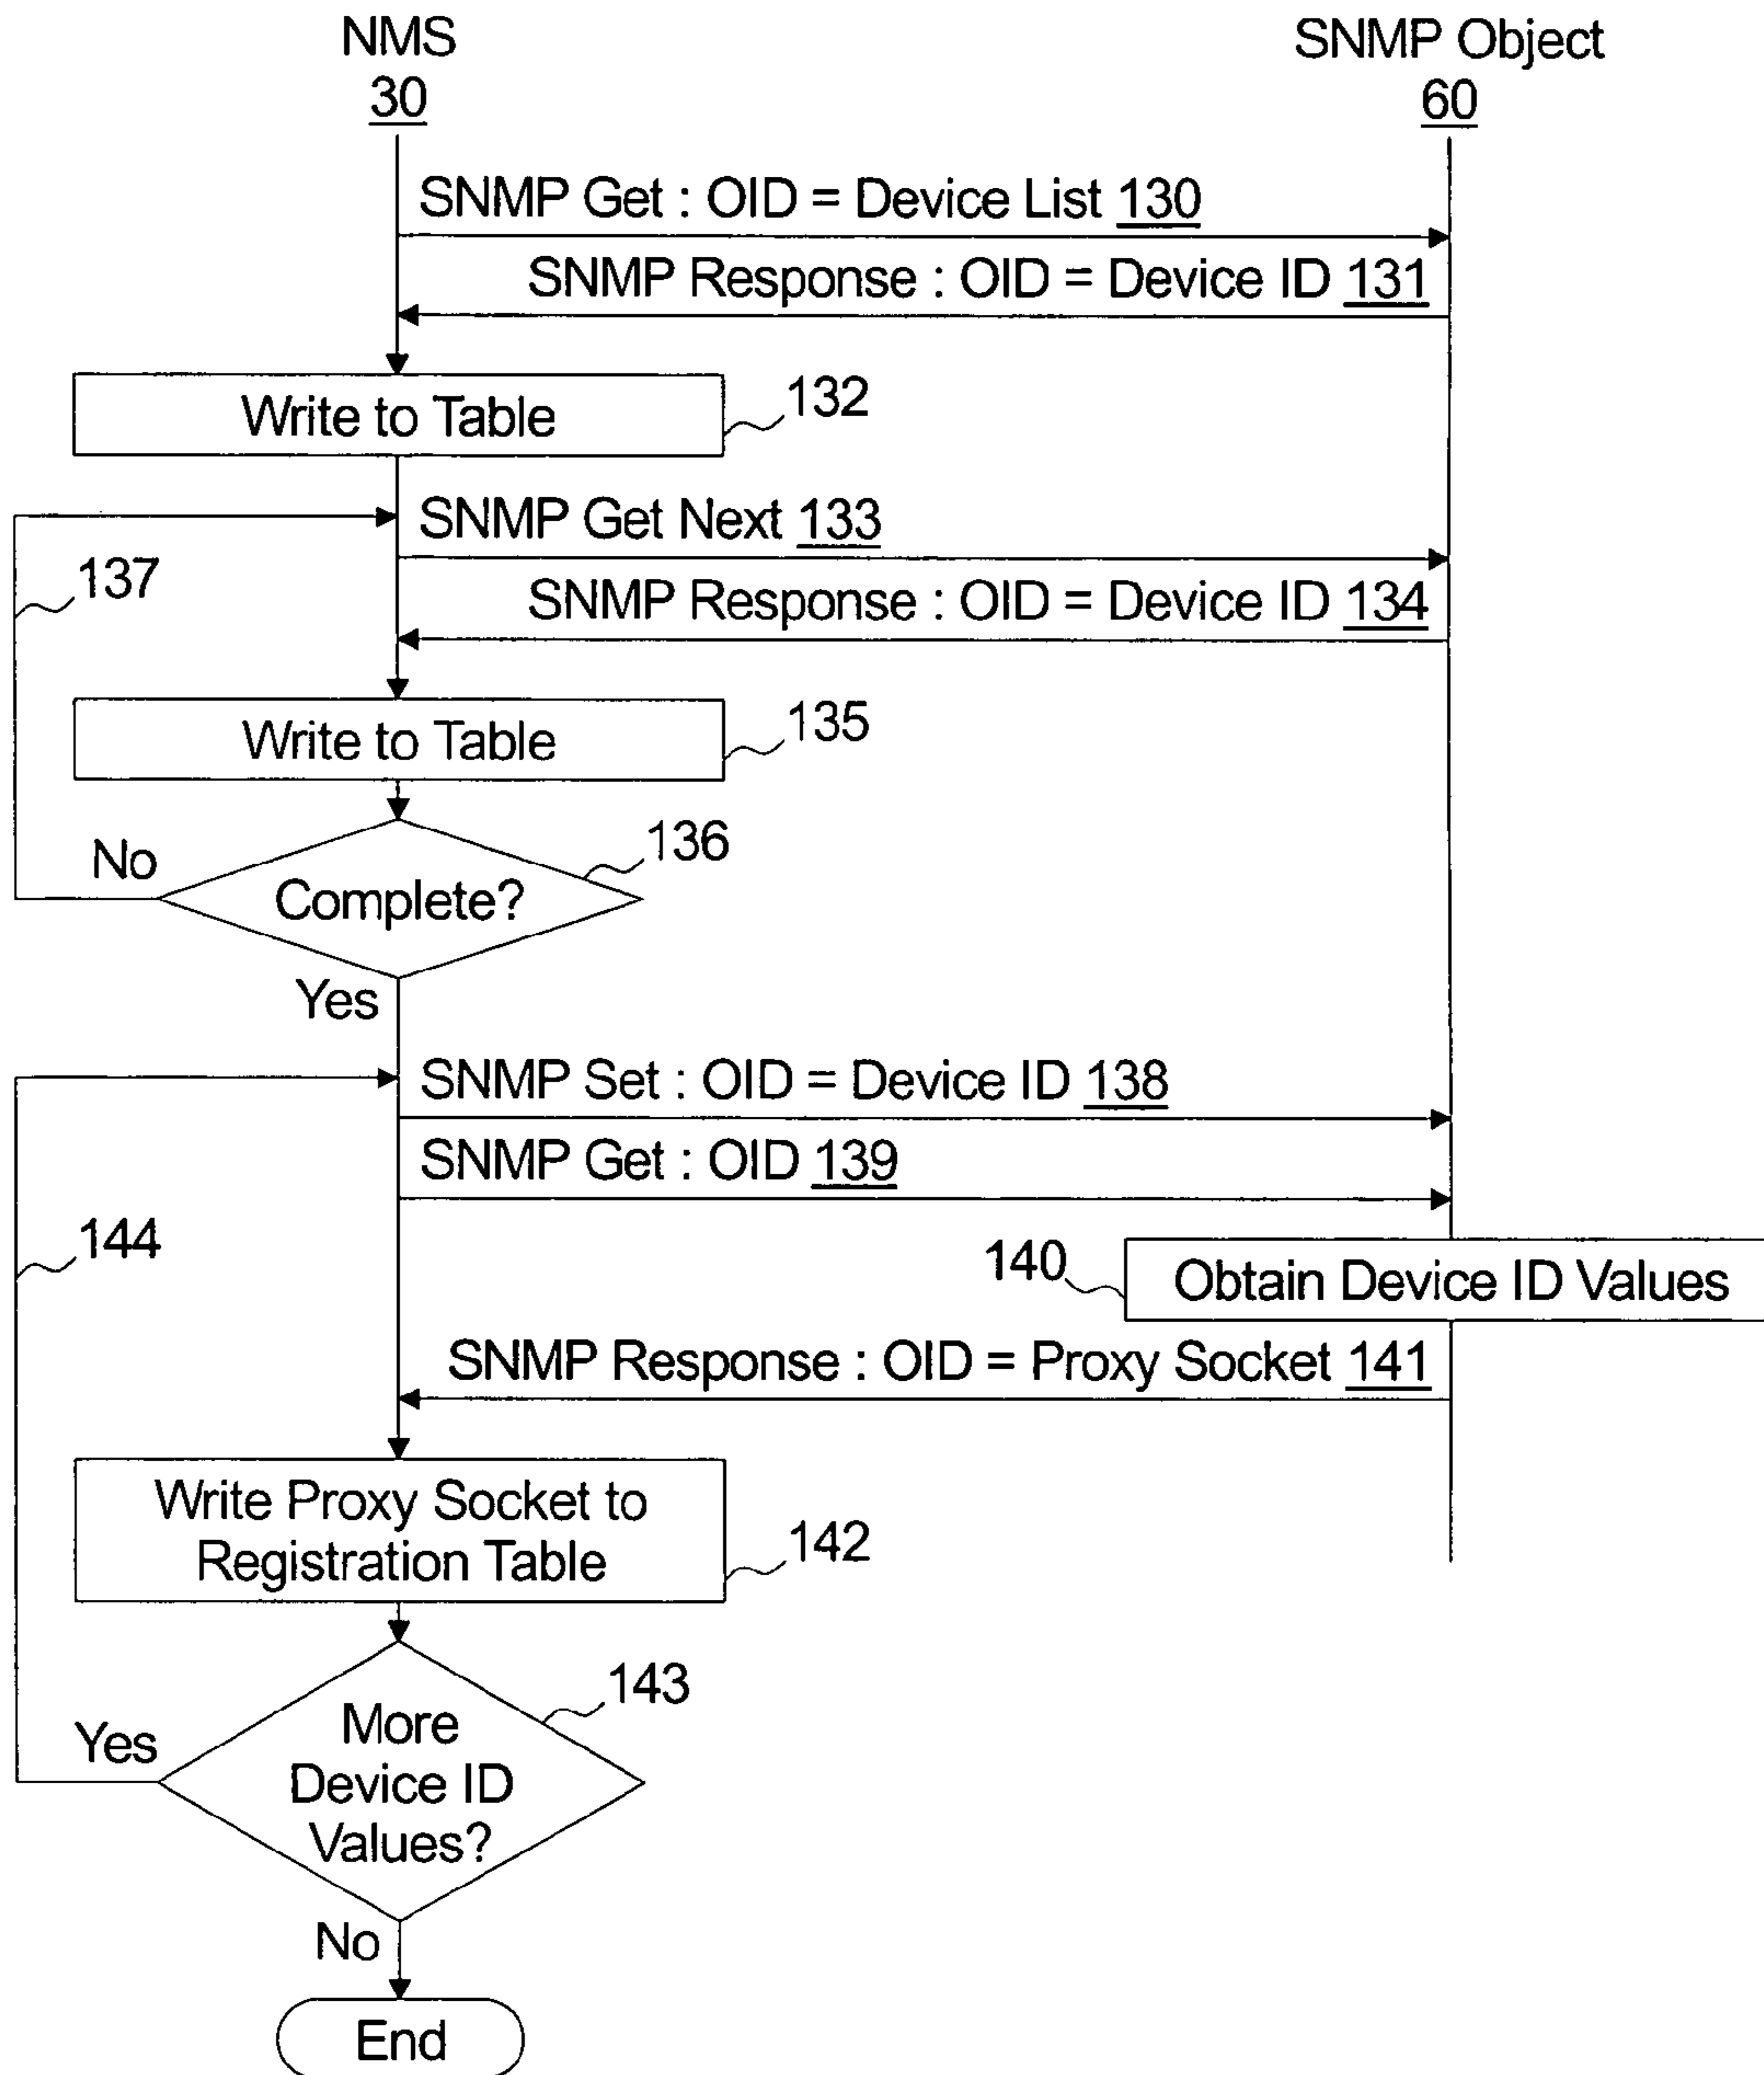 NMS
30
SNMP Object
60
SNMP Get : OID = Device List 130
SNMP Response : OID = Device ID 131
Write to Table
132
SNMP Get Next 133
137
SNMP Response : OID = Device ID 134
Write to Table
135
136
No
Complete?
Yes
SNMP Set : OID = Device ID 138
SNMP Get : OID 139
144
140
Obtain Device ID Values
SNMP Response : OID = Proxy Socket 141
Write Proxy Socket to
Registration Table
142
143
More
Yes
Device ID
Values?
No
End